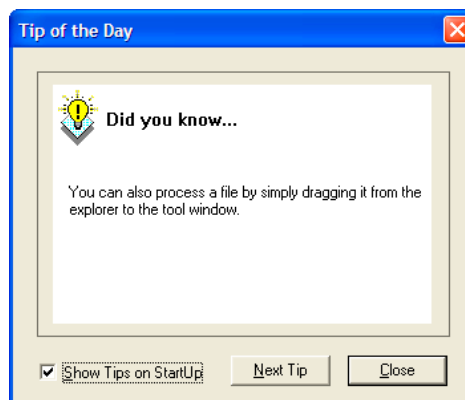 Tip of the Day
Did you know...
You can also process a file by simply dragging it from the
explorer to the tool window.
Show Tips on StartUp
Next Tip
Close